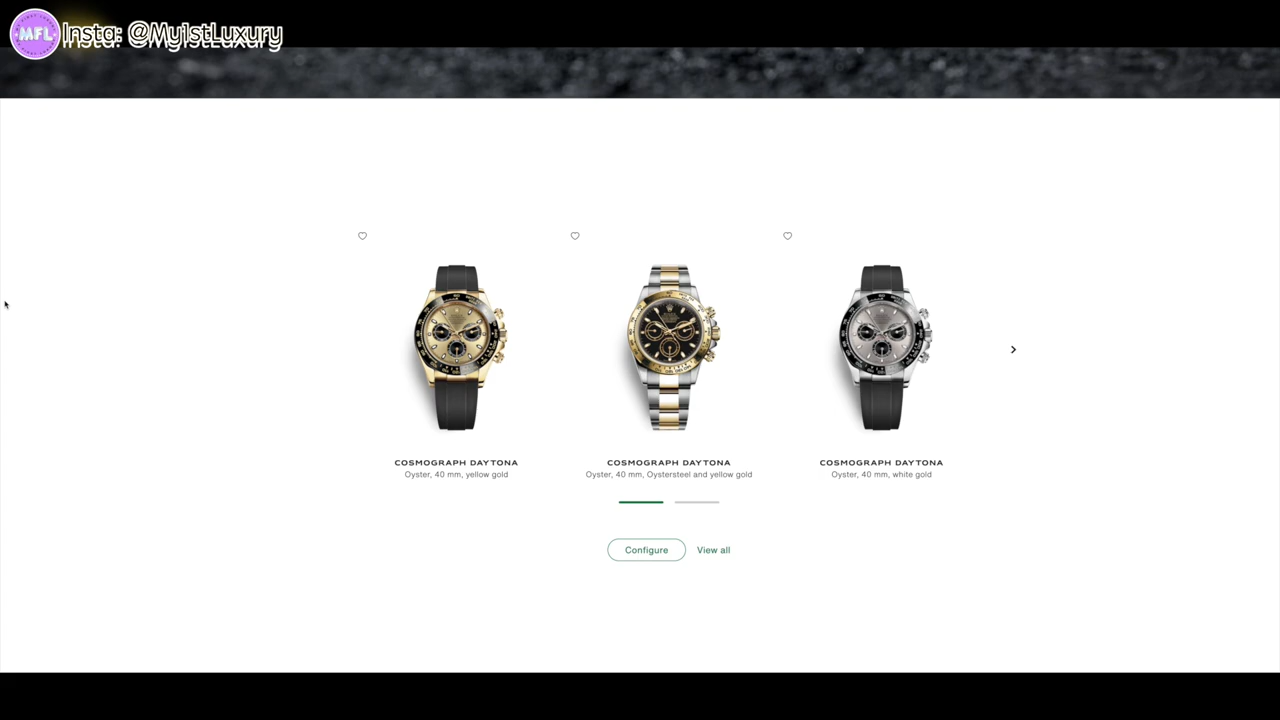 MFL
Insta: @My1stLuxury
COSMOGRAPH DAYTONA
Oyster, 40 mm, yellow gold
COSMOGRAPH DAYTONA
Oyster, 40 mm, Oystersteel and yellow gold
COSMOGRAPH DAYTONA
Oyster, 40 mm, white gold
Configure
View all